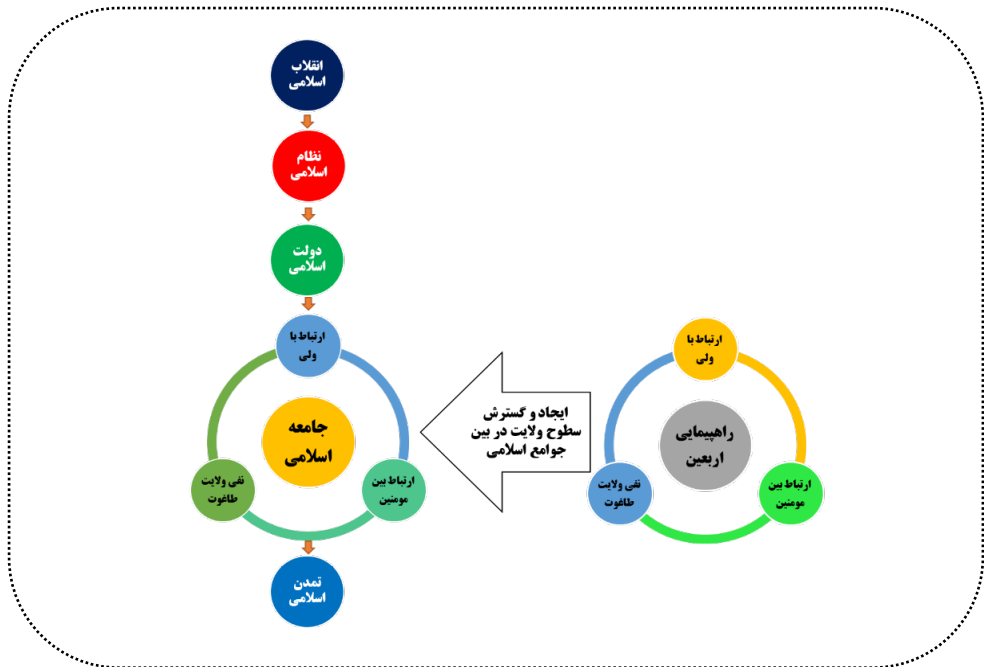 انقلاب
اسلامی
نظام
اسلامی
دولت
اسلامی
ارتباط با
ولی
جامعه
اسلامی
نفی ولایت
طاغوت
ارتباط بین
مومنین
تمدن
اسلامی
ایجاد و گسترش
سطوح ولایت در بین
جوامع اسلامی
ارتباط با
ولی
راهپیمایی
اربعین
نفی ولایت
طاغوت
ارتباط بین
مومنین